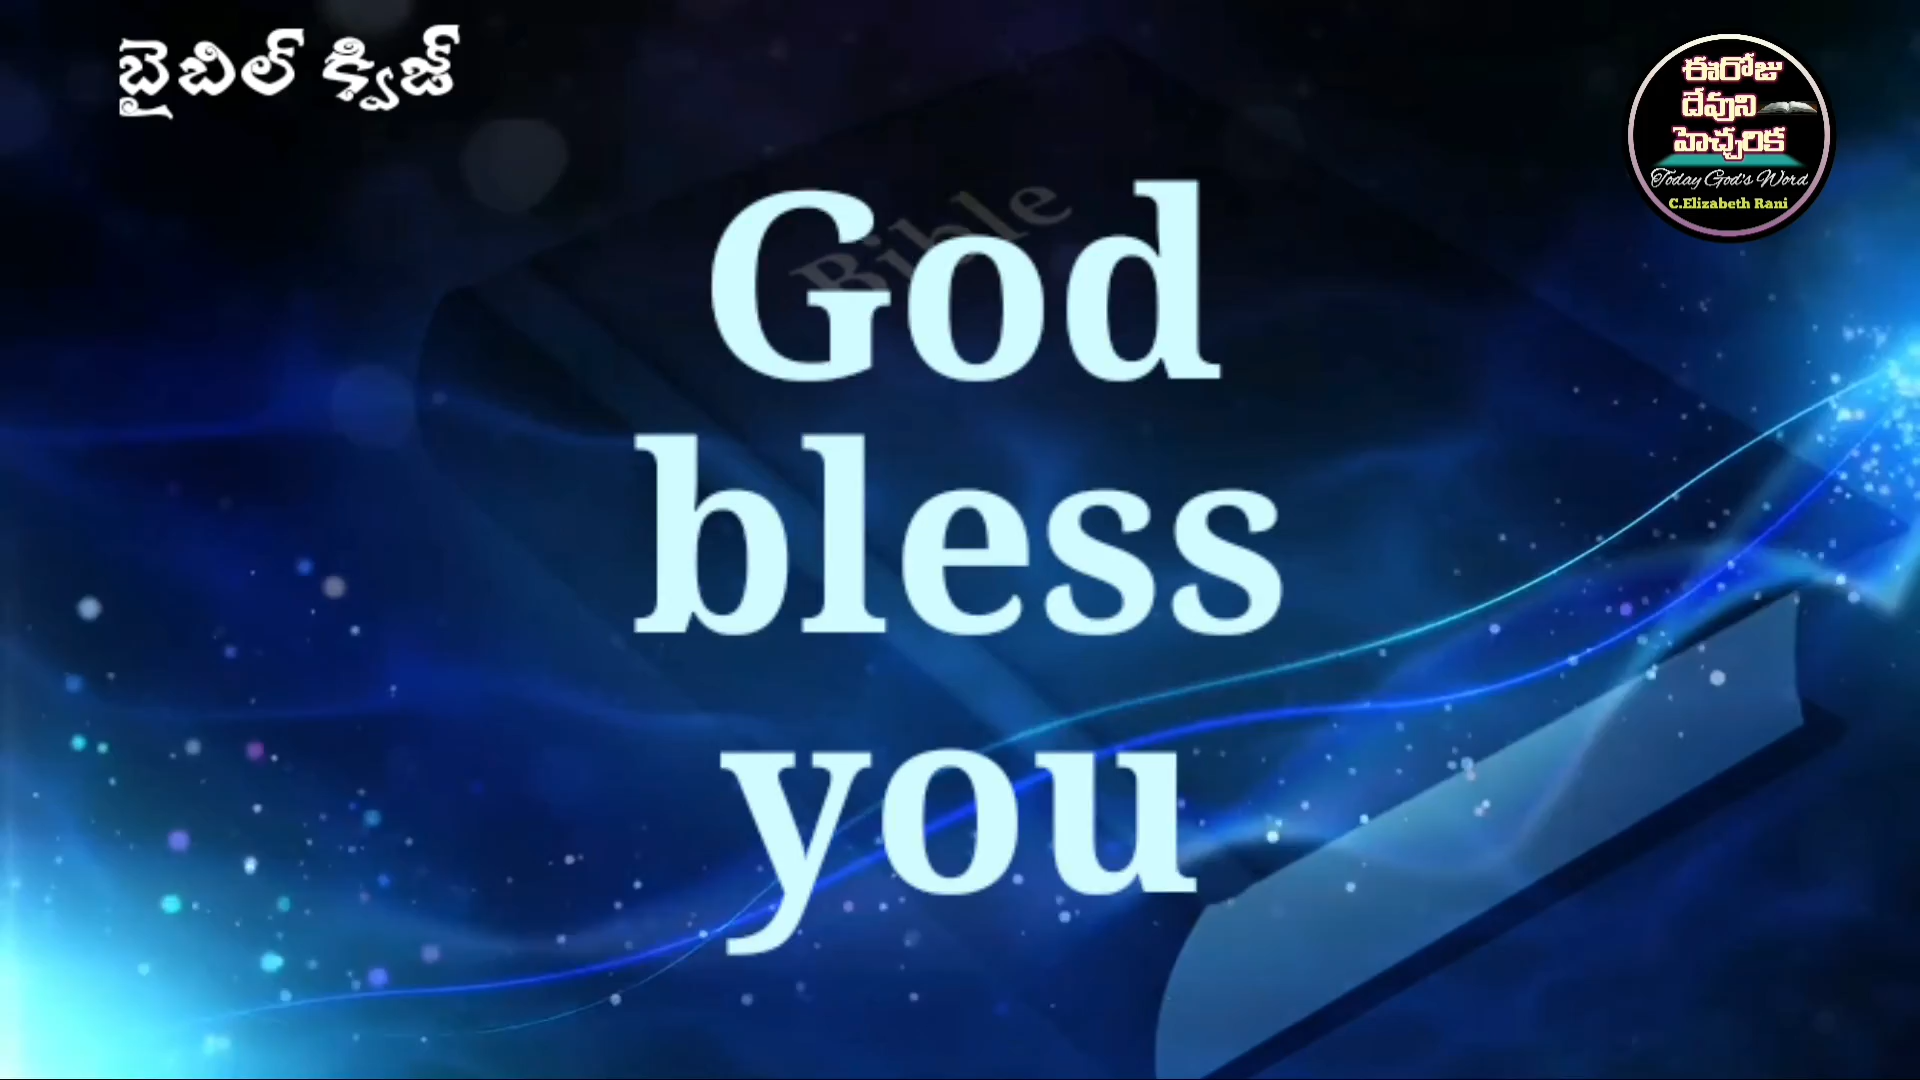 బైబిల్ క్విజ్
ఈరోజు
దేవుని
హెచ్చరిక
Today God's Word
C.Elizabeth Rani
Bible
God
bless
you